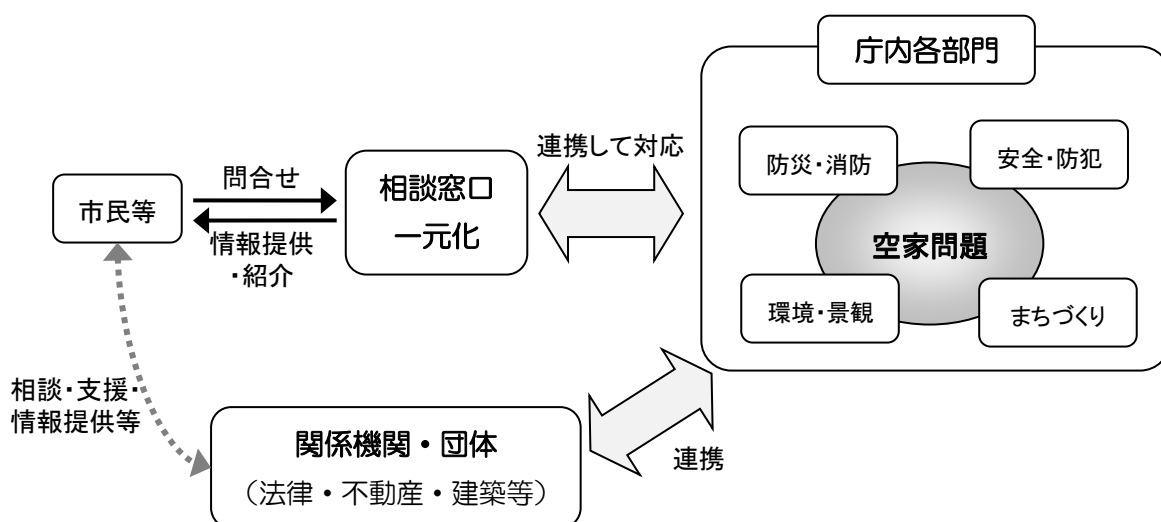 庁内各部門
連携して対応
防災・消防
安全・防犯
問合せ
相談窓口
一元化
市民等
情報提供
・紹介
空家問題
環境・景観
まちづくり
相談・支援・
情報提供等
関係機関・団体
（法律・不動産・建築等）
連携